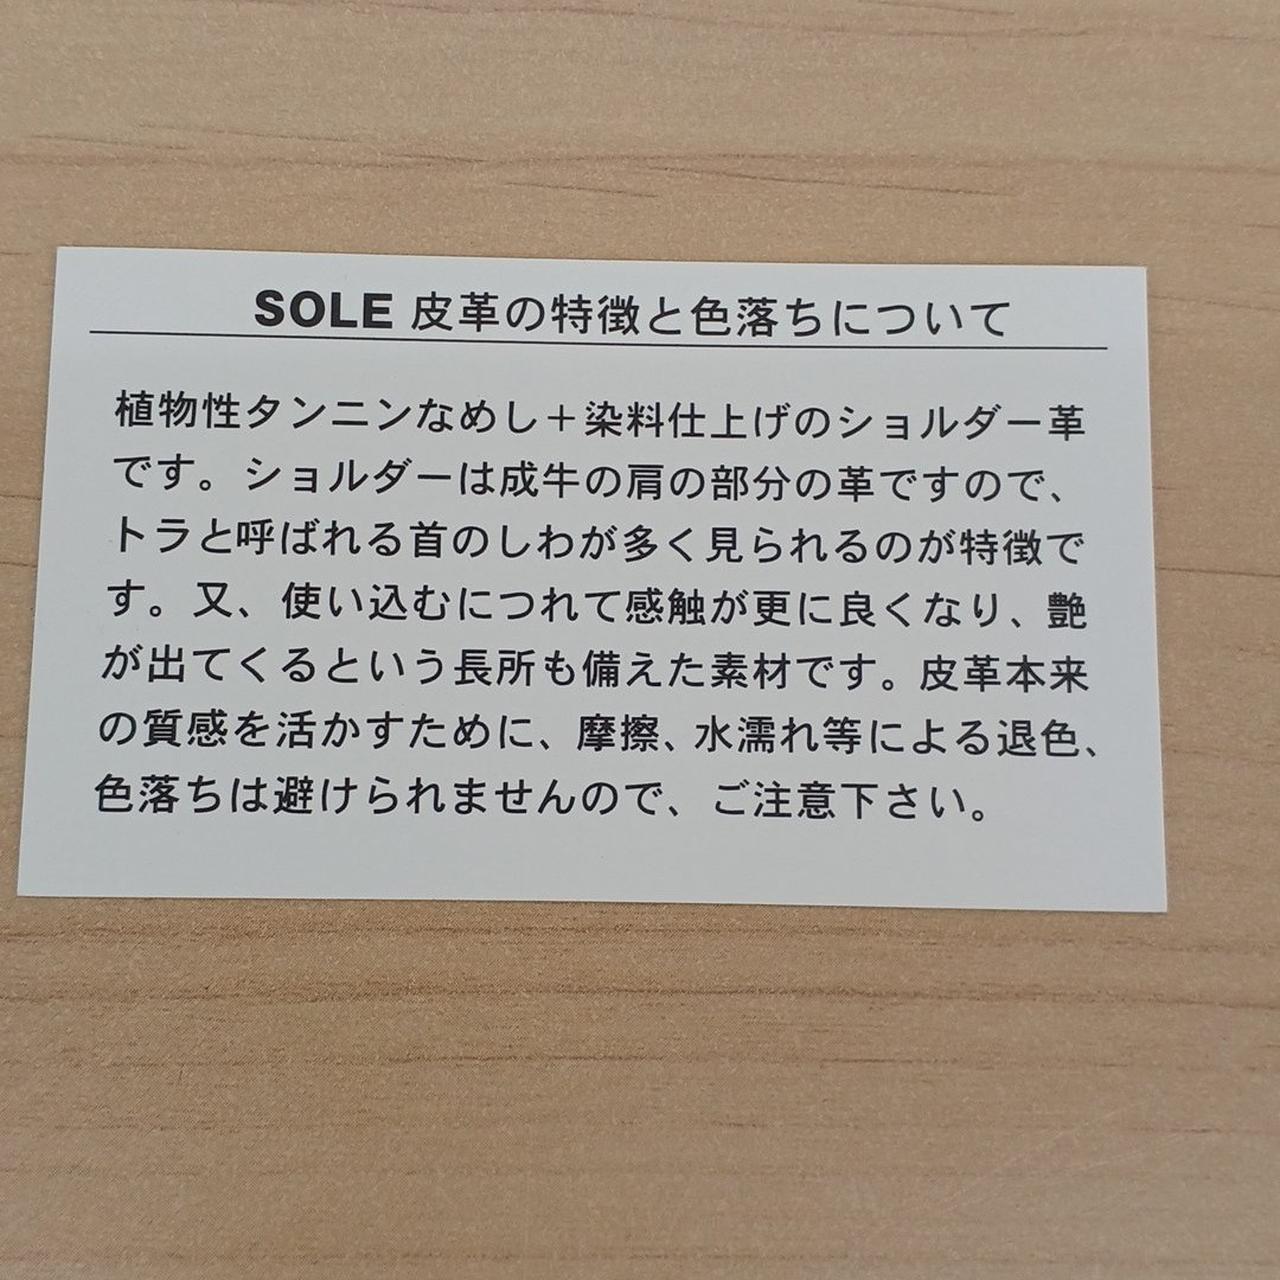 SOLE 皮革の特徴と色落ちについて
植物性タンニンなめし＋染料仕上げのショルダー革
です。ショルダーは成牛の肩の部分の革ですので、
トラと呼ばれる首のしわが多く見られるのが特徴で
す。又、使い込むにつれて感触が更に良くなり、艶
が出てくるという長所も備えた素材です。皮革本来
の質感を活かすために、摩擦、水濡れ等による退色、
色落ちは避けられませんので、ご注意下さい。